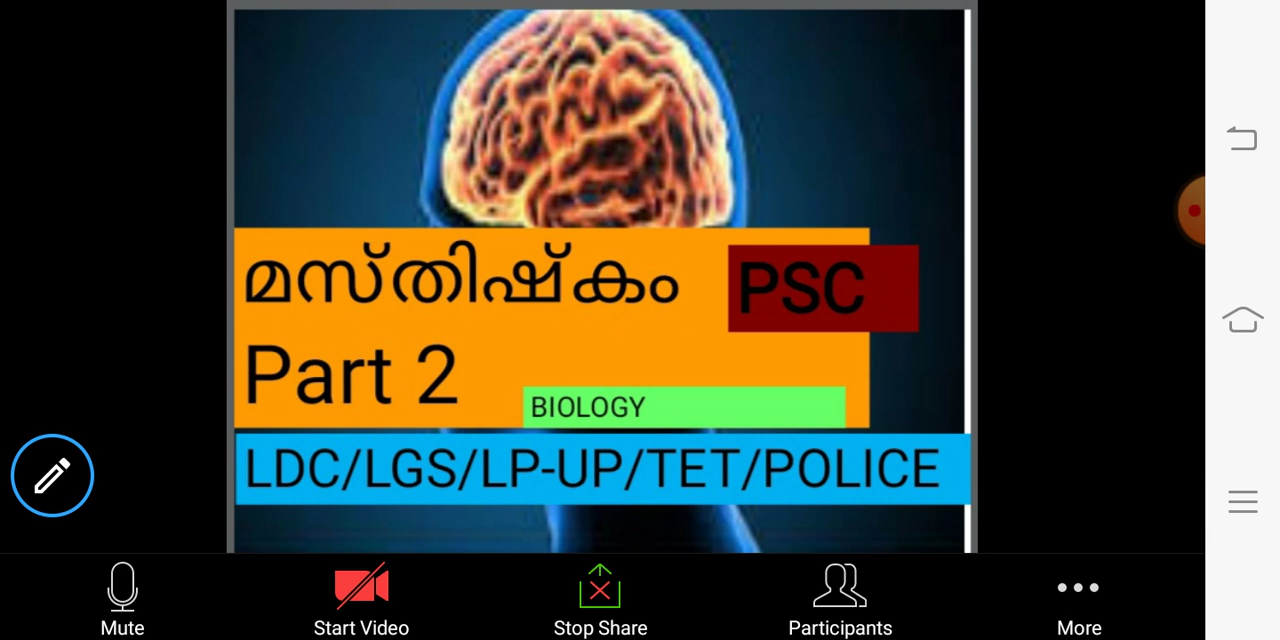 മസ്തിഷ്കം
PSC
Part 2
BIOLOGY
LDC/LGS/LP-UP/TET/POLICE
Mute
Start Video
Stop Share
Participants
More